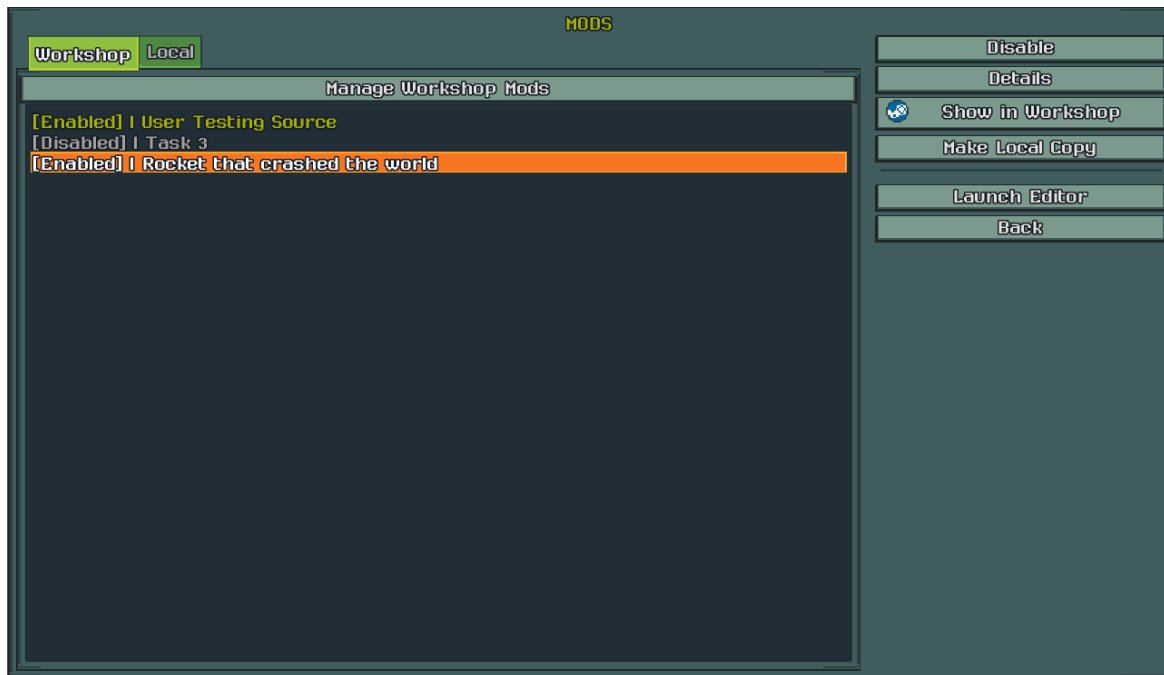 MODS
Workshop Local
Manage Workshop Mods
[Enabled] | User Testing Source
[Disabled] | Task 3
[Enabled] | Rocket that crashed the world
Disable
Details
Show in Workshop
Make Local Copy
Launch Editor
Back